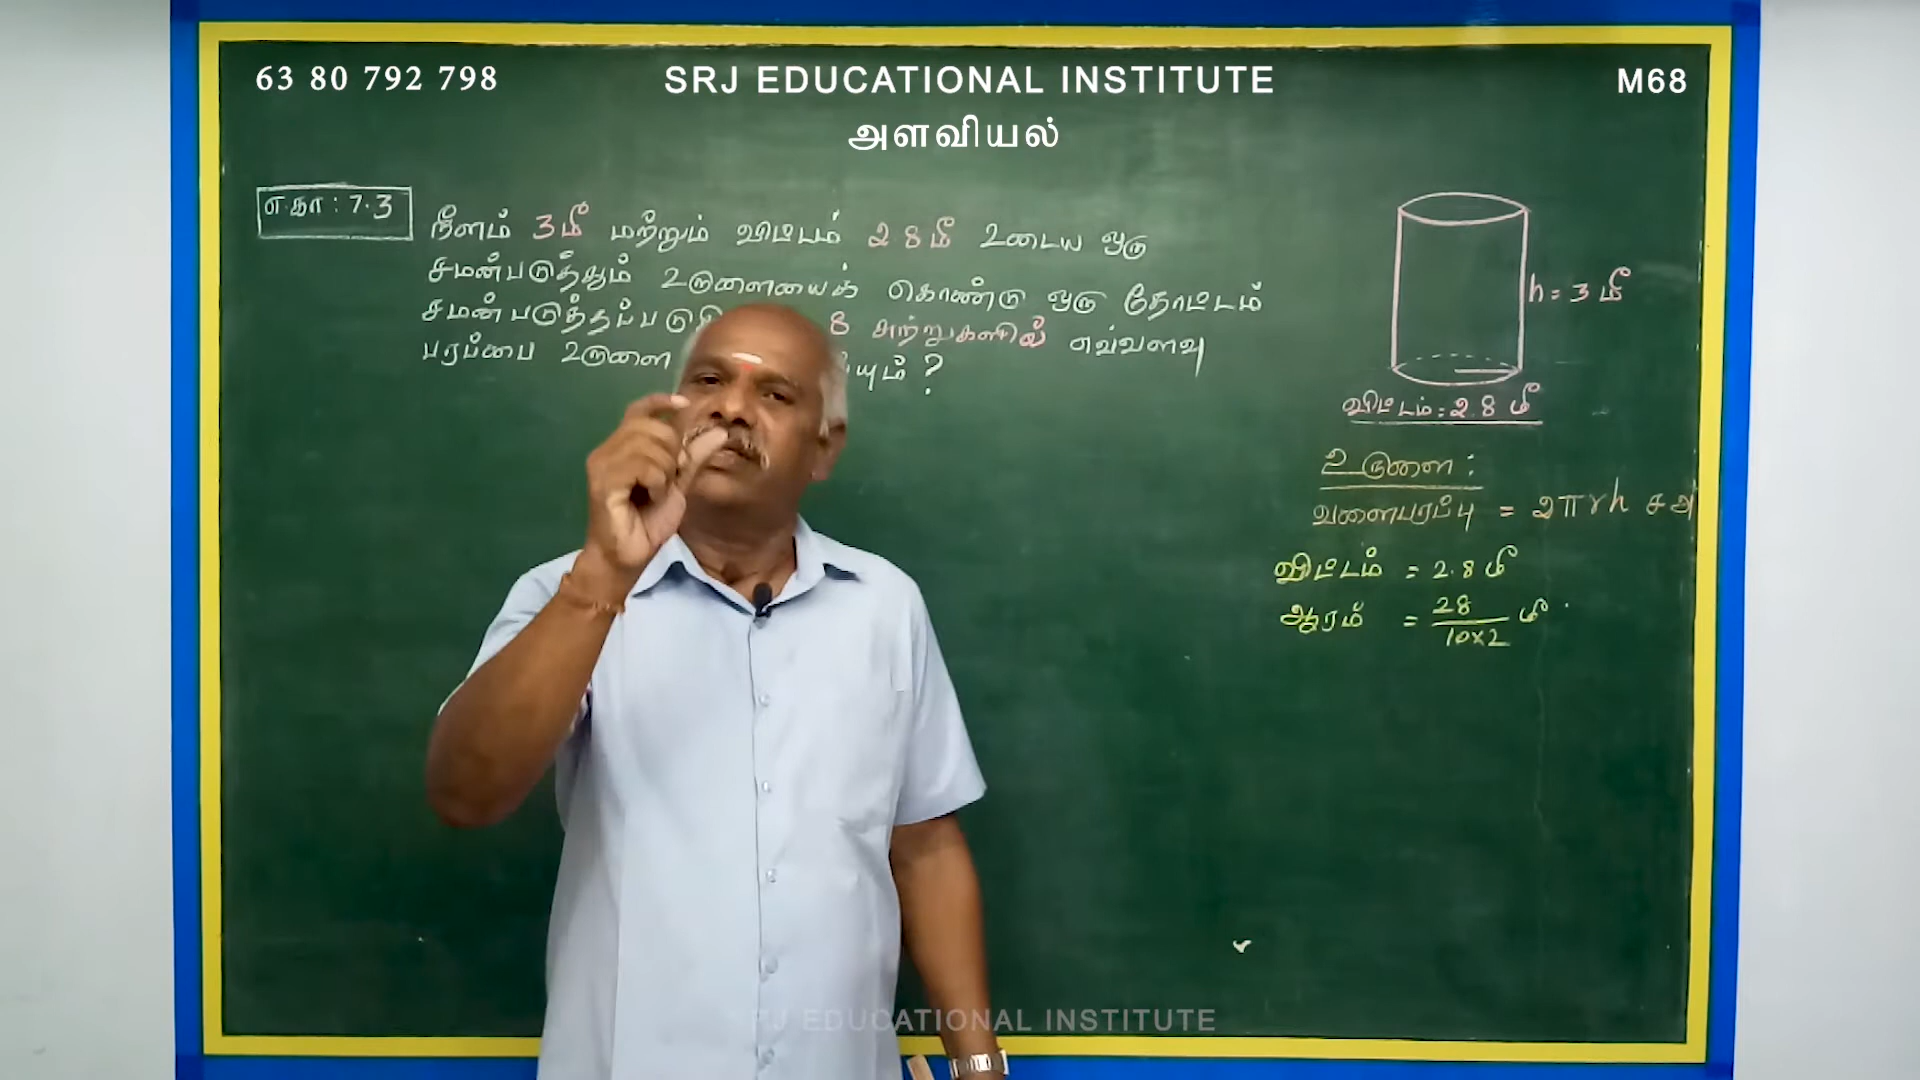 63 80 792 798
SRJ EDUCATIONAL INSTITUTE
M68
அளவியல்
எ.கா : 7.3
நீளம் 3மீ மற்றும் விட்டம் 2 8மீ உடைய ஒரு
சமன்படுத்தும் உருளையைக் கொண்டு ஒரு தோட்டம்
சமன்படுத்தப்படுகி 8 சுற்றுகளில் எவ்வளவு
பரப்பை உருளை யும் ?
h = 3 மீ
விட்டம் = 2.8 மீ
உருளை :
வளைபரப்பு = 2πrh ச அ
விட்டம் = 2.8 மீ
ஆரம் = 28 / 10×2 மீ
EDUCATIONAL INSTITUTE